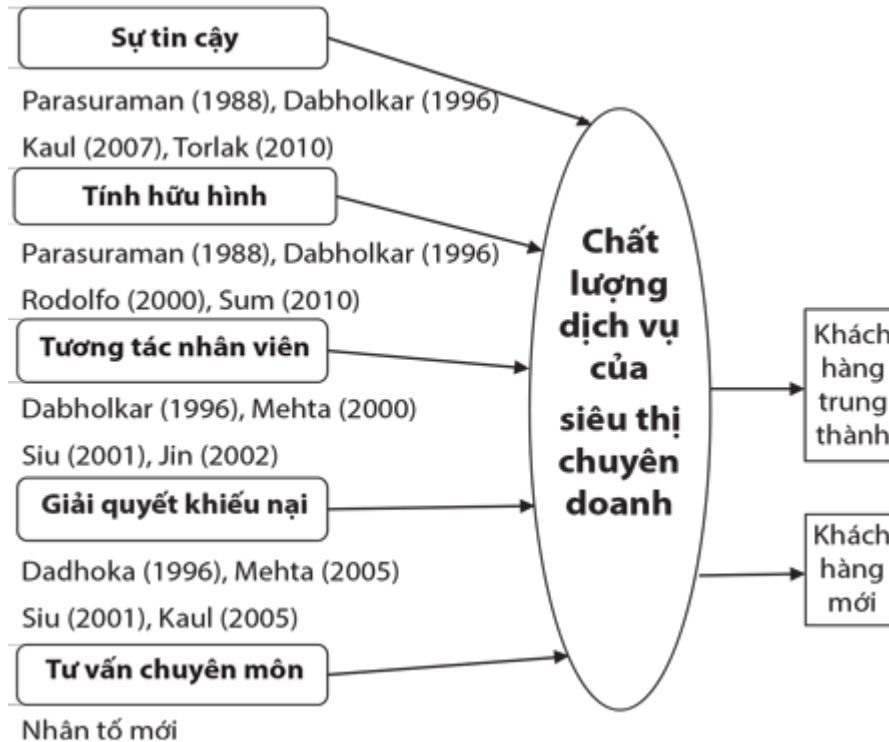 Sự tin cậy
Parasuraman (1988), Dabholkar (1996)
Kaul (2007), Torlak (2010)
Tính hữu hình
Parasuraman (1988), Dabholkar (1996)
Rodolfo (2000), Sum (2010)
Tương tác nhân viên
Dabholkar (1996), Mehta (2000)
Siu (2001), Jin (2002)
Giải quyết khiếu nại
Dadhoka (1996), Mehta (2005)
Siu (2001), Kaul (2005)
Tư vấn chuyên môn
Nhân tố mới
Chất
lượng
dịch vụ
của
siêu thị
chuyên
doanh
Khách
hàng
trung
thành
Khách
hàng
mới